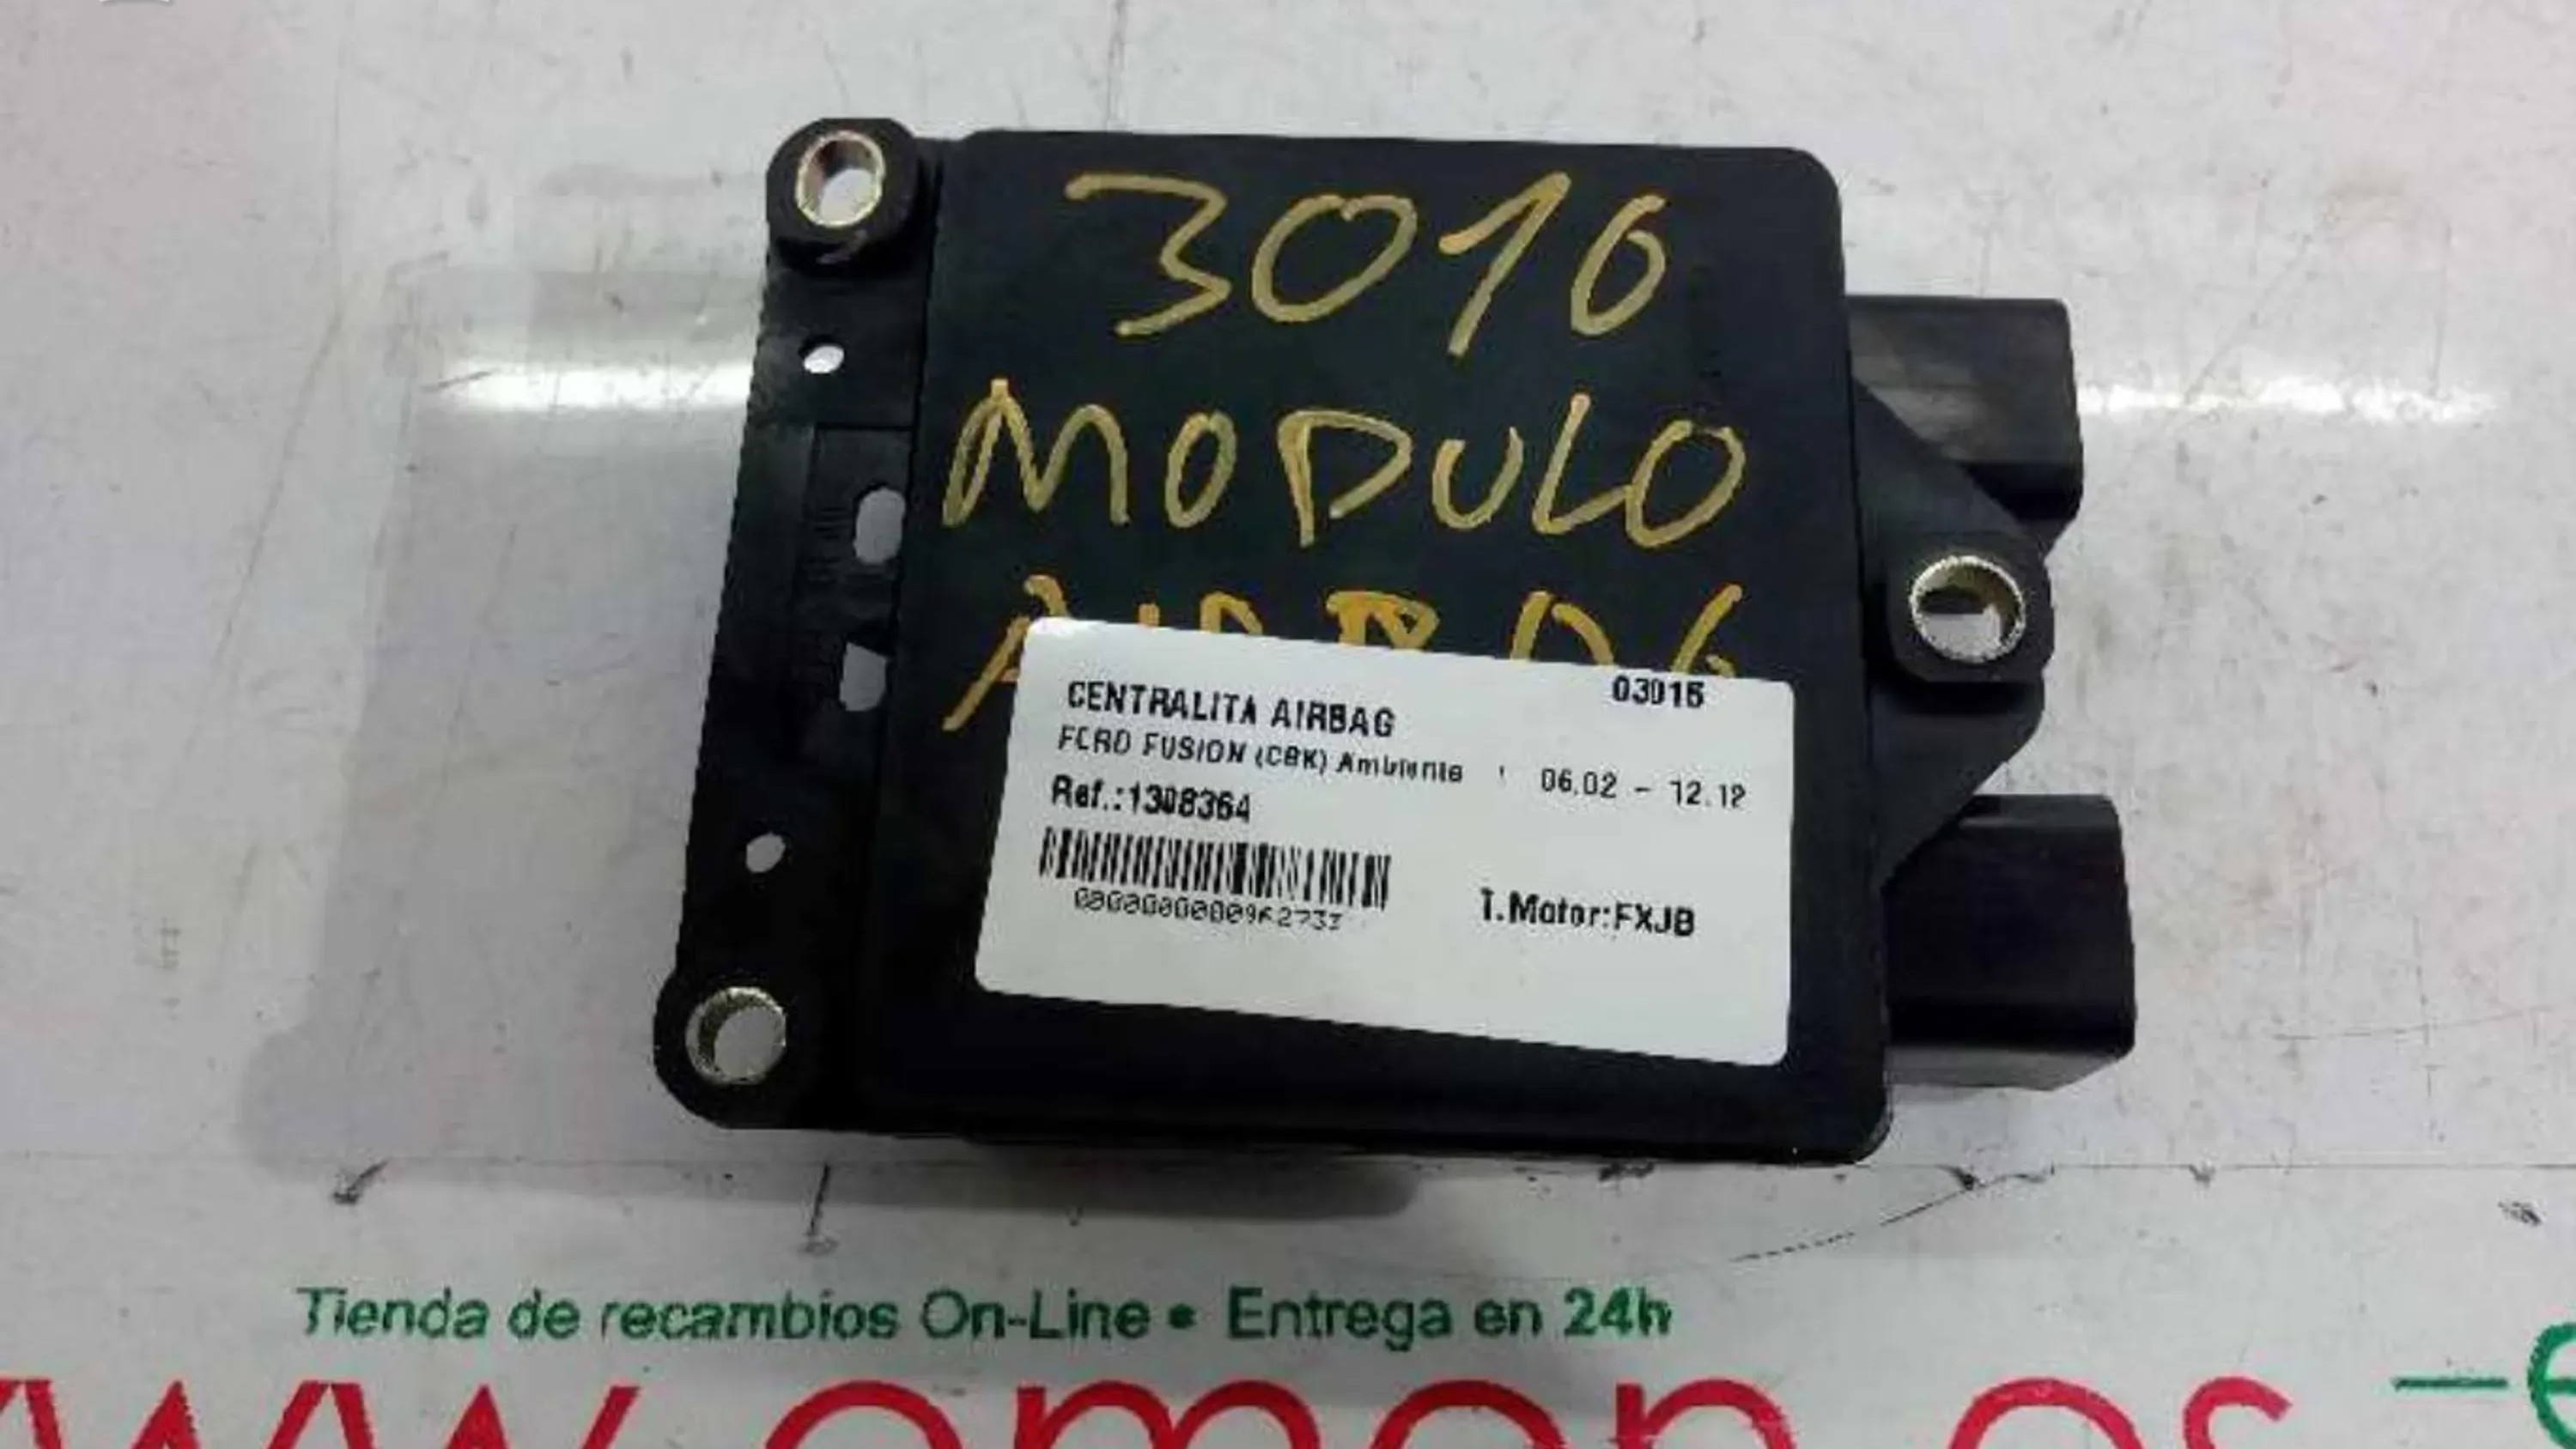 3016
MODULO
AIRBAG
CENTRALITA AIRBAG 03016
FORD FUSION (CBK) Ambiente 06.02 - 12.12
Ref.:1308364
T.Motor:FXJB
Tienda de recambios On-Line • Entrega en 24h